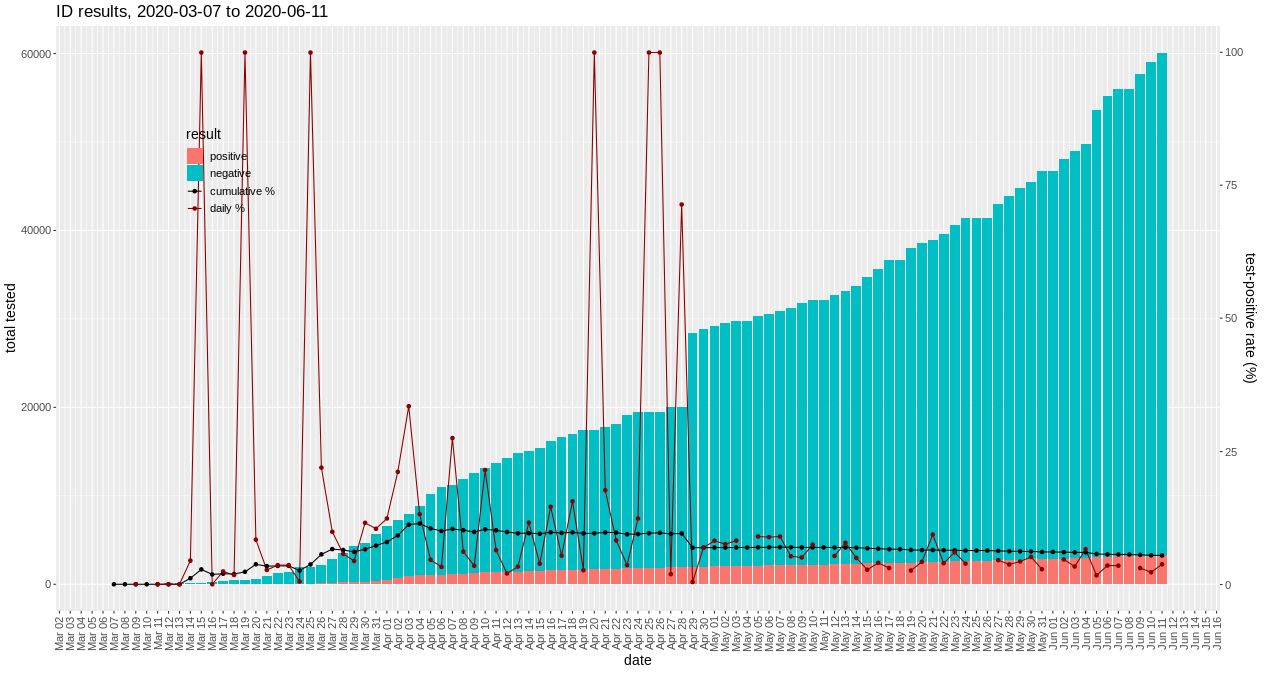 ID results, 2020-03-07 to 2020-06-11
total tested
60000
40000
20000
0
result
positive
negative
cumulative %
daily %
100
75
50
25
0
test-positive rate (%)
Mar 02
Mar 03
Mar 04
Mar 05
Mar 06
Mar 07
Mar 08
Mar 09
Mar 10
Mar 11
Mar 12
Mar 13
Mar 14
Mar 15
Mar 16
Mar 17
Mar 18
Mar 19
Mar 20
Mar 21
Mar 22
Mar 23
Mar 24
Mar 25
Mar 26
Mar 27
Mar 28
Mar 29
Mar 30
Mar 31
Apr 01
Apr 02
Apr 03
Apr 04
Apr 05
Apr 06
Apr 07
Apr 08
Apr 09
Apr 10
Apr 11
Apr 12
Apr 13
Apr 14
Apr 15
Apr 16
Apr 17
Apr 18
Apr 19
Apr 20
Apr 21
Apr 22
Apr 23
Apr 24
Apr 25
Apr 26
Apr 27
Apr 28
Apr 29
Apr 30
May 01
May 02
May 03
May 04
May 05
May 06
May 07
May 08
May 09
May 10
May 11
May 12
May 13
May 14
May 15
May 16
May 17
May 18
May 19
May 20
May 21
May 22
May 23
May 24
May 25
May 26
May 27
May 28
May 29
May 30
May 31
Jun 01
Jun 02
Jun 03
Jun 04
Jun 05
Jun 06
Jun 07
Jun 08
Jun 09
Jun 10
Jun 11
Jun 12
Jun 13
Jun 14
Jun 15
Jun 16
date